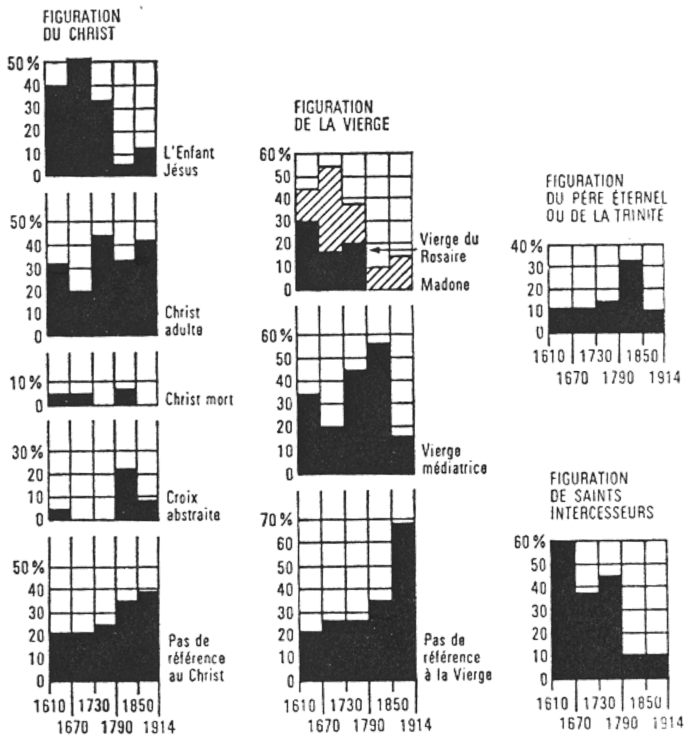 FIGURATION
DU CHRIST
50 %
40
30
20
10
0
L'Enfant
Jésus
50%
40
30
20
10
0
Christ
adulte
10%
0
Christ mort
30%
20
10
0
Croix
abstraite
50%
40
30
20
10
0
Pas de
référence
au Christ
1610 1730 1850
1670 1790 1914
FIGURATION
DE LA VIERGE
60%
50
40
30
20
10
0
Vierge du
Rosaire
Madone
60%
50
40
30
20
10
0
Vierge
médiatrice
70%
60
50
40
30
20
10
0
Pas de
référence
à la Vierge
1610 1730 1850
1670 1790 1914
FIGURATION
DU PÉRE ÉTERNEL
OU DE LA TRINITE
40%
30
20
10
0
1610 1730 1850
1670 1790 1914
FIGURATION
DE SAINTS
INTERCESSEURS
60%
50
40
30
20
10
0
1610 1730 1850
1670 1790 1914